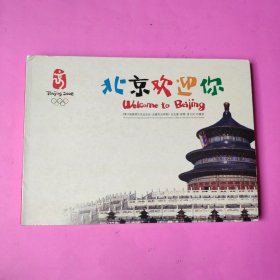 Beijing 2008
北京欢迎你
Welcome to Beijing